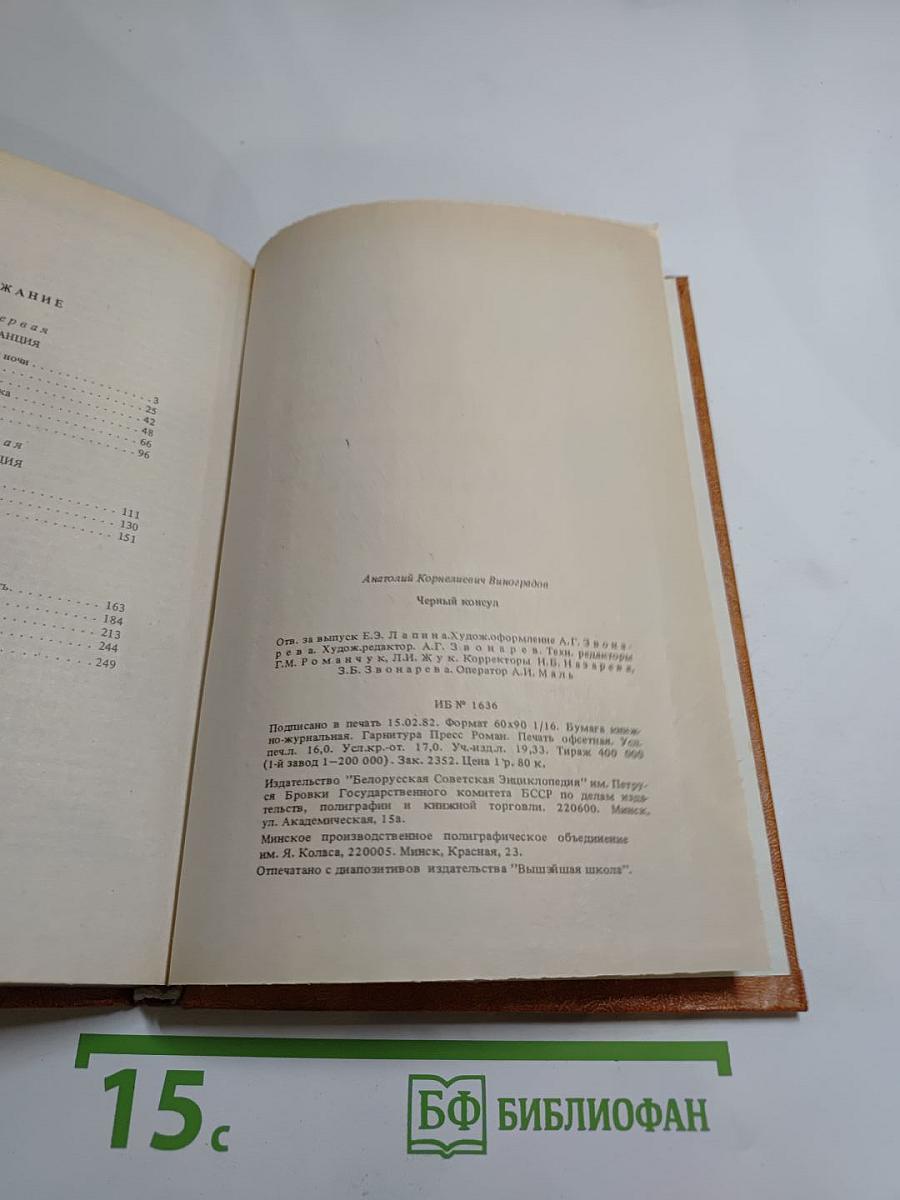 ЖАНИЕ
ервая
АНЦИЯ
ночи . . . . . . . . . . . . . 3
. . . . . . . . . . . . . 25
ка . . . . . . . . . . . . . 42
. . . . . . . . . . . . . 48
. . . . . . . . . . . . . 66
. . . . . . . . . . . . . 96
ая
ЦИЯ
. . . . . . . . . . . . . 111
. . . . . . . . . . . . . 130
. . . . . . . . . . . . . 151
ь. . . . . . . . . . . 163
. . . . . . . . . . . . . 184
. . . . . . . . . . . . . 213
. . . . . . . . . . . . . 244
. . . . . . . . . . . . . 249
Анатолий Корнелиевич Виноградов
Черный консул
Отв. за выпуск Е.Э. Лапина.Худож.оформление А.Г. Звона-
рева. Худож.редактор. А.Г. Звонарев. Техн. редакторы
Г.М. Романчук, Л.И. Жук. Корректоры И.Б. Назарева,
З.Б. Звонарева. Оператор А.И. Маль
ИБ № 1636
Подписано в печать 15.02.82. Формат 60х90 1/16. Бумага книж-
но-журнальная. Гарнитура Пресс Роман. Печать офсетная. Усл.
печ.л. 16,0. Усл.кр.-от. 17,0. Уч.-изд.л. 19,33. Тираж 400 000
(1-й завод 1—200 000). Зак. 2352. Цена 1 р. 80 к.
Издательство "Белорусская Советская Энциклопедия" им. Петру-
ся Бровки Государственного комитета БССР по делам изда-
тельств, полиграфии и книжной торговли. 220600. Минск,
ул. Академическая, 15а.
Минское производственное полиграфическое объединение
им. Я. Коласа, 220005. Минск, Красная, 23.
Отпечатано с диапозитивов издательства "Вышэйшая школа".
15 с
БФ БИБЛИОФАН